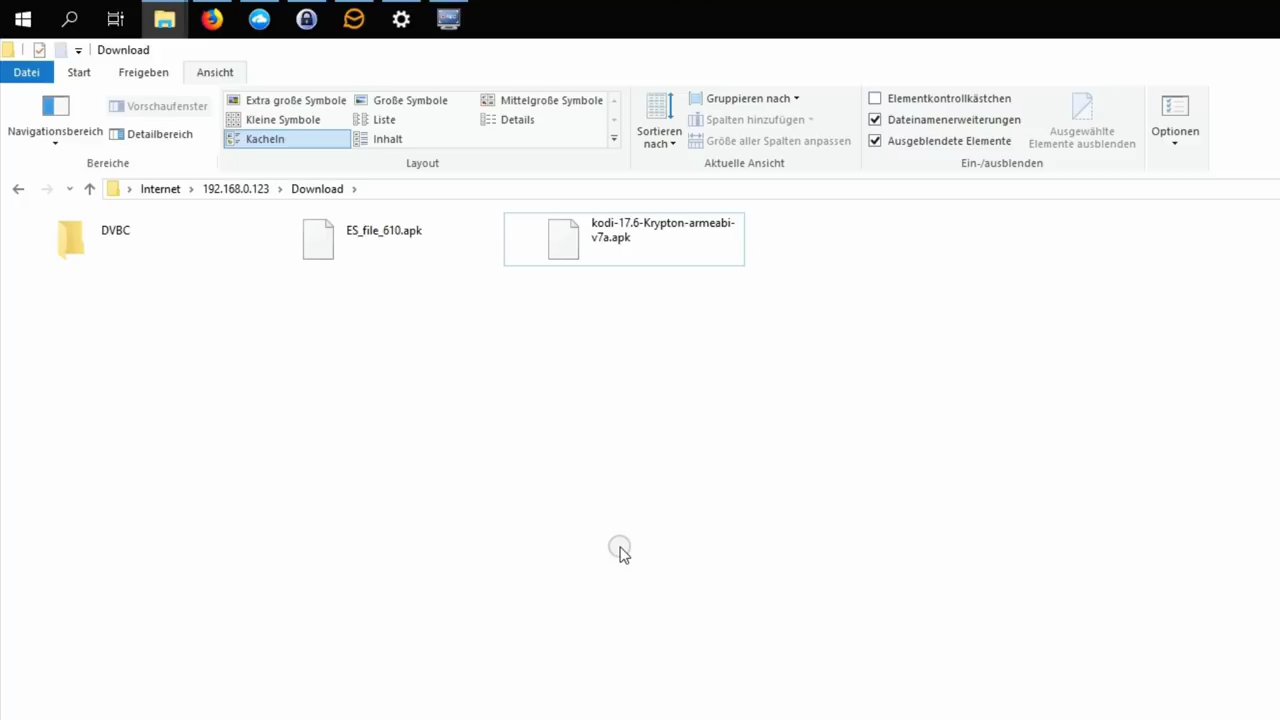 Download
Datei Start Freigeben Ansicht
Navigationsbereich
Vorschaufenster
Detailbereich
Bereiche
Extra große Symbole Große Symbole Mittelgroße Symbole
Kleine Symbole Liste Details
Kacheln Inhalt
Layout
Sortieren
nach
Gruppieren nach
Spalten hinzufügen
Größe aller Spalten anpassen
Aktuelle Ansicht
Elementkontrollkästchen
Dateinamenerweiterungen
Ausgeblendete Elemente
Ausgewählte
Elemente ausblenden
Ein-/ausblenden
Optionen
Internet > 192.168.0.123 > Download >
DVBC
ES_file_610.apk
kodi-17.6-Krypton-armeabi-
v7a.apk